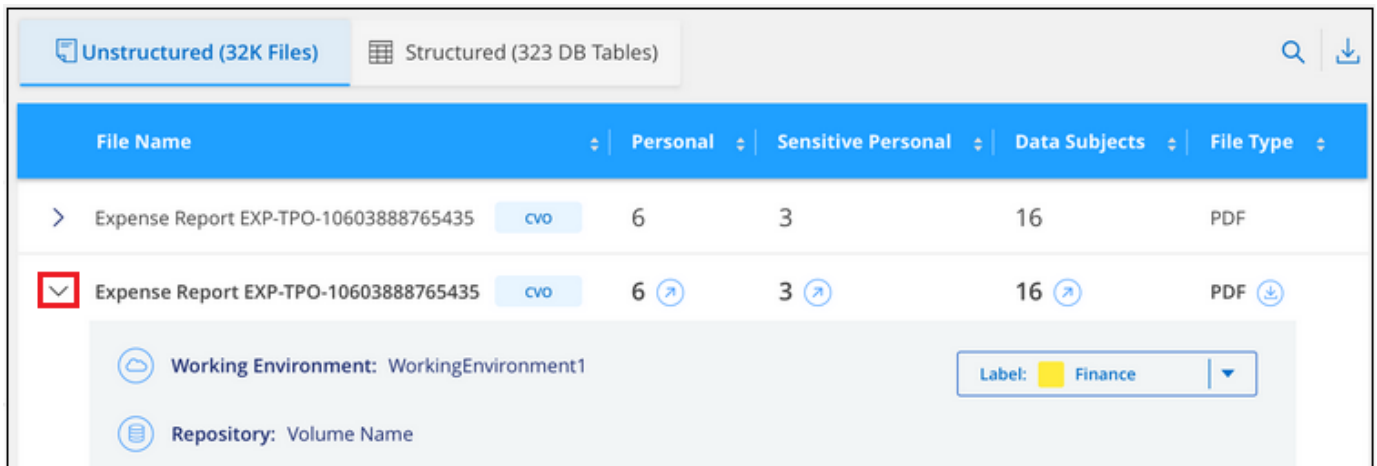 Unstructured (32K Files) Structured (323 DB Tables)
File Name Personal Sensitive Personal Data Subjects File Type
Expense Report EXP-TPO-10603888765435 CVO 6 3 16 PDF
Expense Report EXP-TPO-10603888765435 CVO 6 3 16 PDF
Working Environment: WorkingEnvironment1 Label: Finance
Repository: Volume Name